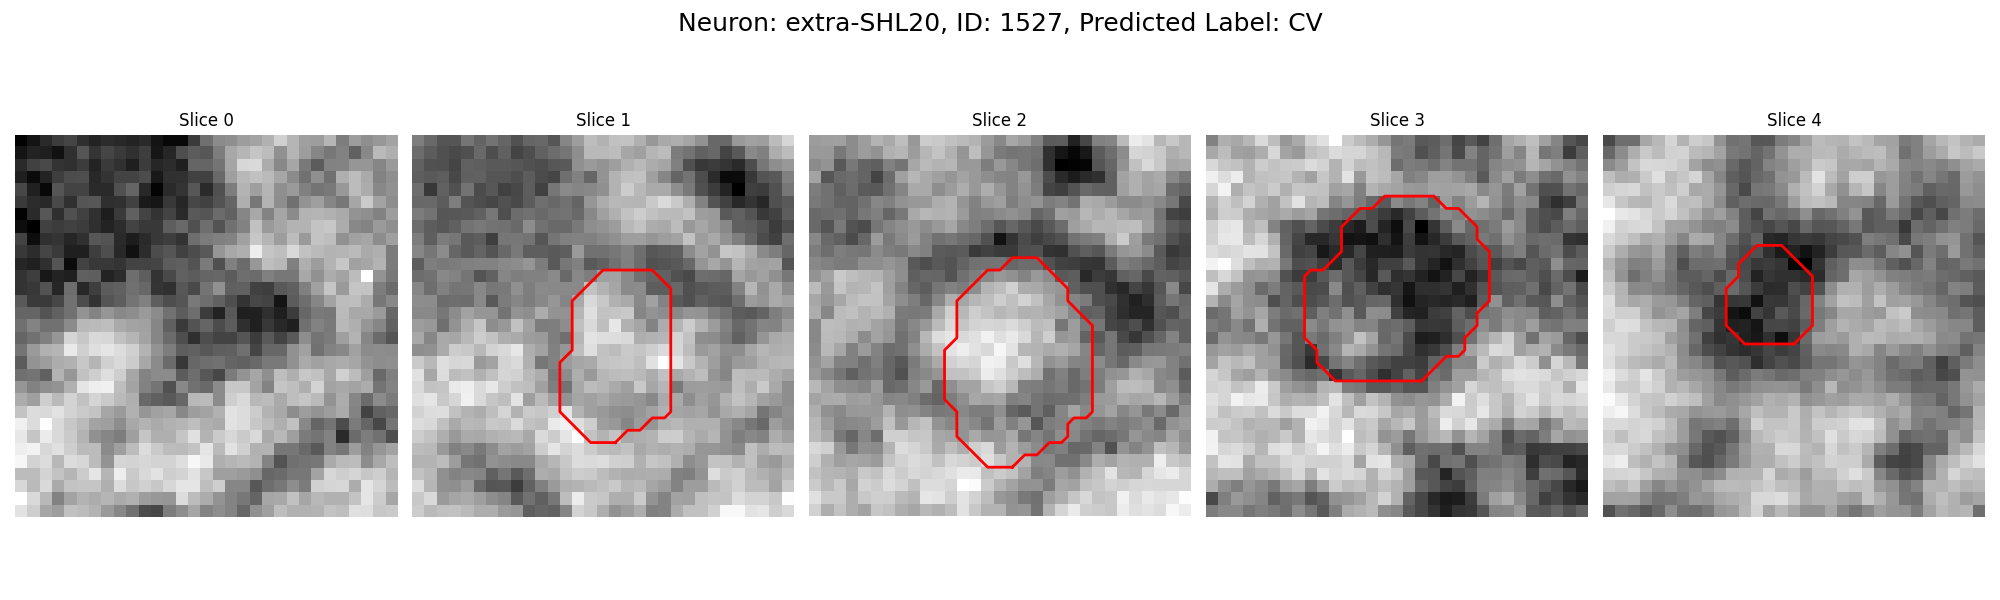 Neuron: extra-SHL20, ID: 1527, Predicted Label: CV
Slice 0
Slice 1
Slice 2
Slice 3
Slice 4